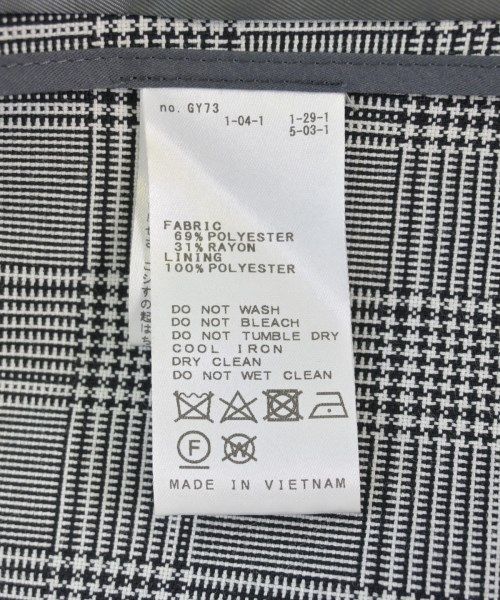 no. GY73
1-04-1 1-29-1
5-03-1
FABRIC
69% POLYESTER
31% RAYON
LINING
100% POLYESTER
DO NOT WASH
DO NOT BLEACH
DO NOT TUMBLE DRY
COOL IRON
DRY CLEAN
DO NOT WET CLEAN
F W
MADE IN VIETNAM